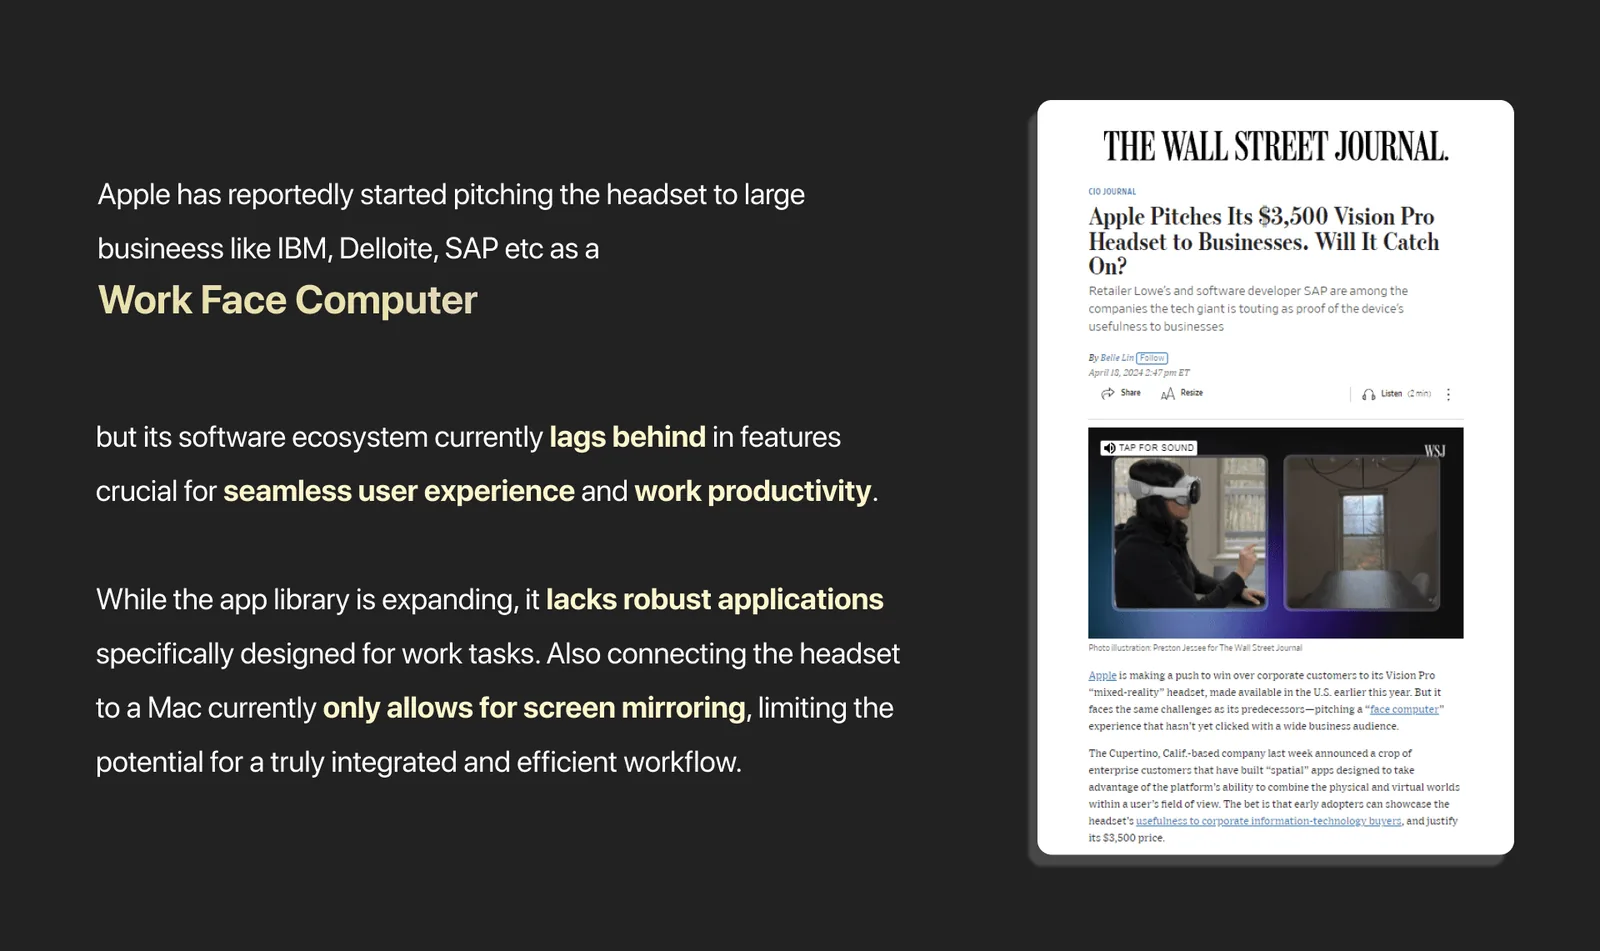 Apple has reportedly started pitching the headset to large
busineess like IBM, Delloite, SAP etc as a
Work Face Computer
but its software ecosystem currently lags behind in features
crucial for seamless user experience and work productivity.
While the app library is expanding, it lacks robust applications
specifically designed for work tasks. Also connecting the headset
to a Mac currently only allows for screen mirroring, limiting the
potential for a truly integrated and efficient workflow.
THE WALL STREET JOURNAL.
CIO JOURNAL
Apple Pitches Its $3,500 Vision Pro
Headset to Businesses. Will It Catch
On?
Retailer Lowe's and software developer SAP are among the
companies the tech giant is touting as proof of the device's
usefulness to businesses
By Belle Lin Follow
April 18, 2024 2:47 pm ET
Share AA Resize Listen (2 min)
TAP FOR SOUND
WSJ
Photo illustration: Preston Jessee for The Wall Street Journal
Apple is making a push to win over corporate customers to its Vision Pro
“mixed-reality” headset, made available in the U.S. earlier this year. But it
faces the same challenges as its predecessors—pitching a “face computer”
experience that hasn't yet clicked with a wide business audience.
The Cupertino, Calif.-based company last week announced a crop of
enterprise customers that have built “spatial” apps designed to take
advantage of the platform's ability to combine the physical and virtual worlds
within a user's field of view. The bet is that early adopters can showcase the
headset's usefulness to corporate information-technology buyers, and justify
its $3,500 price.